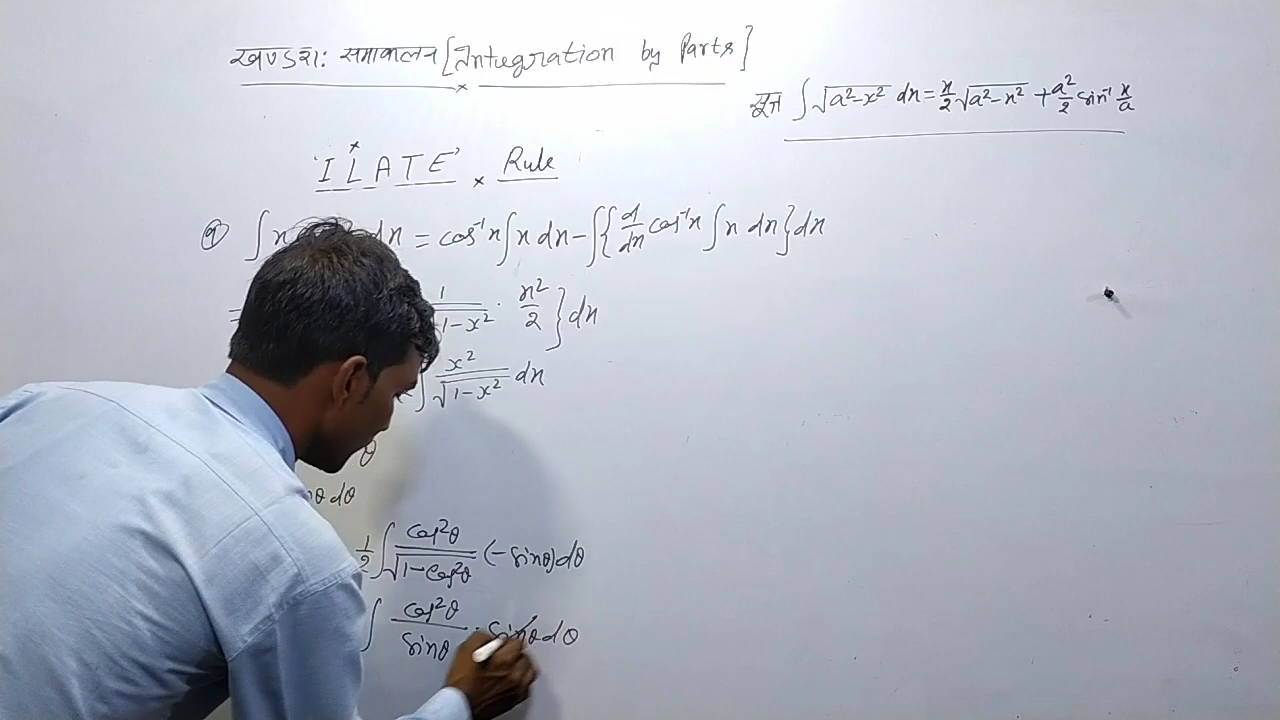 खण्डशः समाकलन [Integration by Parts]
सूत्र ∫√(a²-x²) dx = x/2 √(a²-x²) + a²/2 sin⁻¹ x/a
'ILATE' Rule
∫x dx = cos⁻¹x∫x dx - ∫{d/dx cos⁻¹x ∫x dx}dx
= 1/√(1-x²) · x²/2}dx
∫ x²/√(1-x²) dx
θ
θ dθ
1/2 ∫ cos²θ/√(1-cos²θ) (-sinθ)dθ
∫ cos²θ/sinθ · sinθ dθ